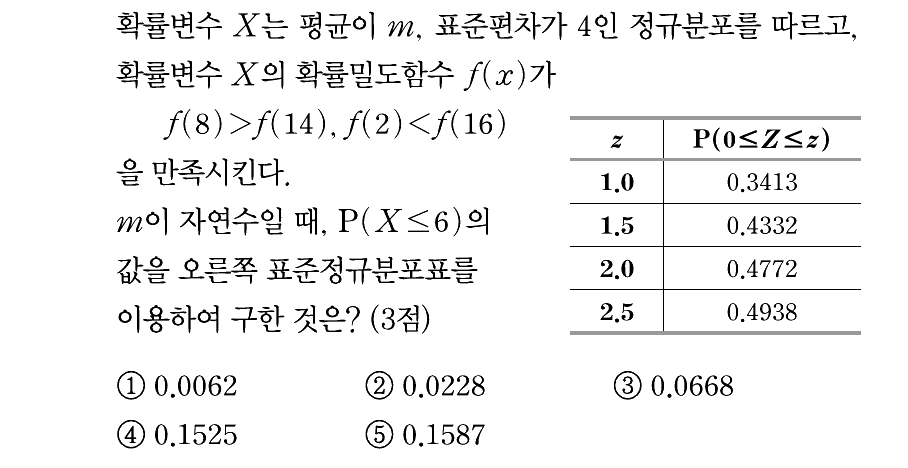 확률변수 X는 평균이 m, 표준편차가 4인 정규분포를 따르고,
확률변수 X의 확률밀도함수 f(x)가
f(8)>f(14), f(2)<f(16)
을 만족시킨다.
m이 자연수일 때, P(X≤6)의
값을 오른쪽 표준정규분포표를
이용하여 구한 것은? (3점)
z P(0≤Z≤z)
1.0 0.3413
1.5 0.4332
2.0 0.4772
2.5 0.4938
① 0.0062 ② 0.0228 ③ 0.0668
④ 0.1525 ⑤ 0.1587